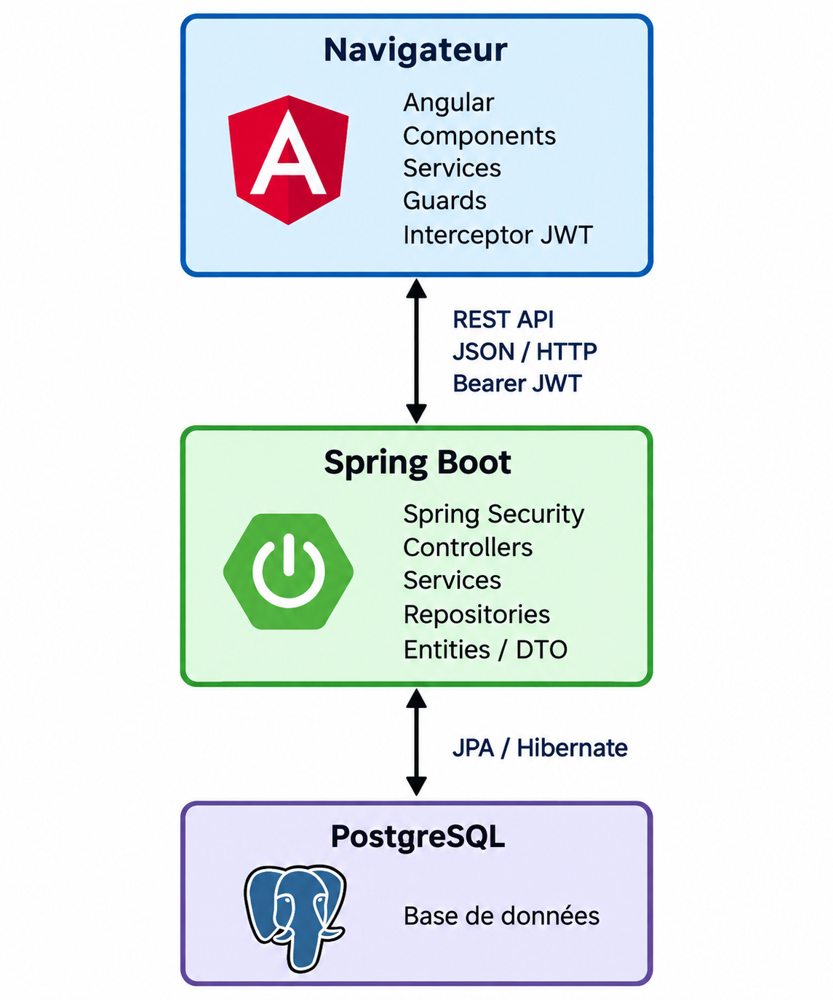 Navigateur
Angular
Components
Services
Guards
Interceptor JWT
REST API
JSON / HTTP
Bearer JWT
Spring Boot
Spring Security
Controllers
Services
Repositories
Entities / DTO
JPA / Hibernate
PostgreSQL
Base de données